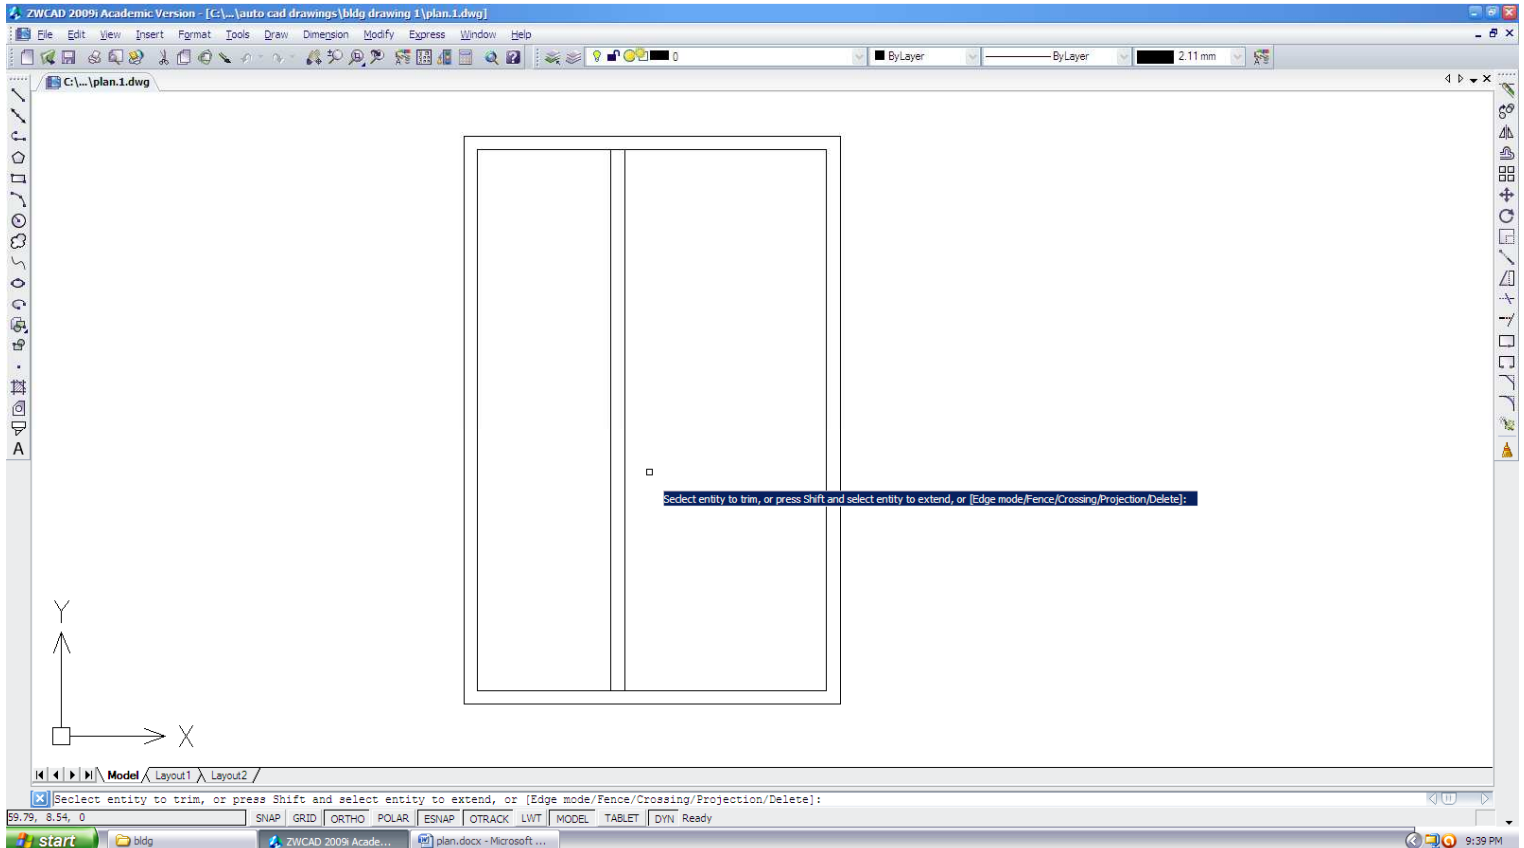 ZWCAD 2009i Academic Version - [C:\...\auto cad drawings\bldg drawing 1\plan.1.dwg]
File Edit View Insert Format Tools Draw Dimension Modify Express Window Help
0 ByLayer ByLayer 2.11 mm
C:\...\plan.1.dwg
A
Seclect entity to trim, or press Shift and select entity to extend, or [Edge mode/Fence/Crossing/Projection/Delete]:
Y
X
Model Layout1 Layout2
Seclect entity to trim, or press Shift and select entity to extend, or [Edge mode/Fence/Crossing/Projection/Delete]:
59.79, 8.54, 0 SNAP GRID ORTHO POLAR ESNAP OTRACK LWT MODEL TABLET DYN Ready
start bldg ZWCAD 2009i Acade... plan.docx - Microsoft ... 9:39 PM